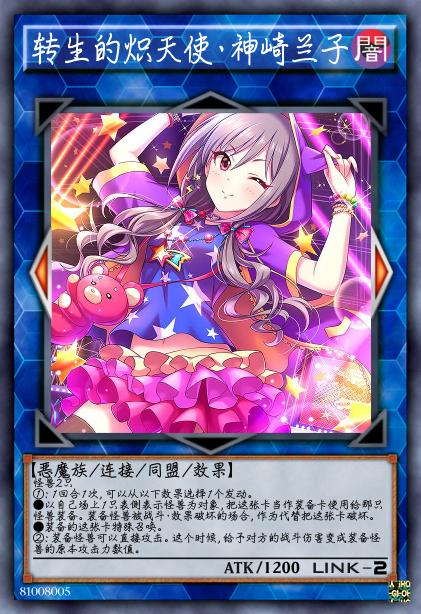 转生的炽天使·神崎兰子 闇
【恶魔族/连接/同盟/效果】
怪兽2只
①：1回合1次，可以从以下效果选择1个发动。
●以自己场上1只表侧表示怪兽为对象，把这张卡当作装备卡使用给那只
怪兽装备。装备怪兽被战斗·效果破坏的场合，作为代替把这张卡破坏。
●装备的这张卡特殊召唤。
②：装备怪兽可以直接攻击。这个时候，给予对方的战斗伤害变成装备怪
兽的原本攻击力数值。
ATK/1200 LINK-2
81008005